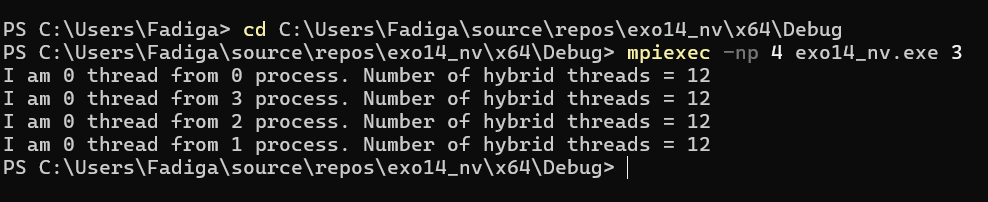 PS C:\Users\Fadiga> cd C:\Users\Fadiga\source\repos\exo14_nv\x64\Debug
PS C:\Users\Fadiga\source\repos\exo14_nv\x64\Debug> mpiexec -np 4 exo14_nv.exe 3
I am 0 thread from 0 process. Number of hybrid threads = 12
I am 0 thread from 3 process. Number of hybrid threads = 12
I am 0 thread from 2 process. Number of hybrid threads = 12
I am 0 thread from 1 process. Number of hybrid threads = 12
PS C:\Users\Fadiga\source\repos\exo14_nv\x64\Debug>